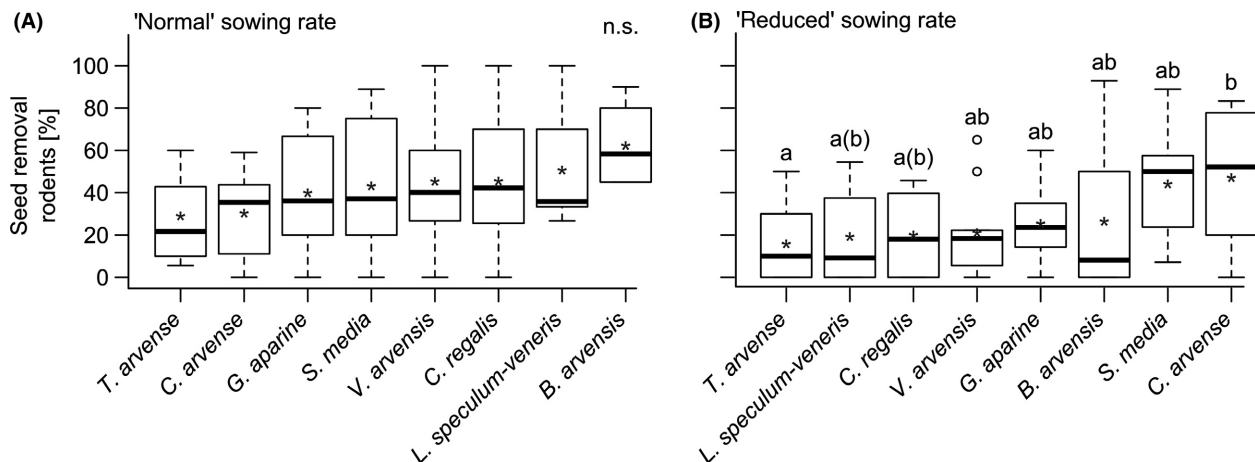 (A) 'Normal' sowing rate
n.s.
Seed removal
rodents [%]
100
80
60
40
20
0
*
*
*
*
*
*
*
*
T. arvense
C. arvense
G. aparine
S. media
V. arvensis
C. regalis
L. speculum-veneris
B. arvensis
(B) 'Reduced' sowing rate
a
a(b)
a(b)
ab
ab
ab
ab
b
*
*
*
*
*
*
*
*
T. arvense
L. speculum-veneris
C. regalis
V. arvensis
G. aparine
B. arvensis
S. media
C. arvense